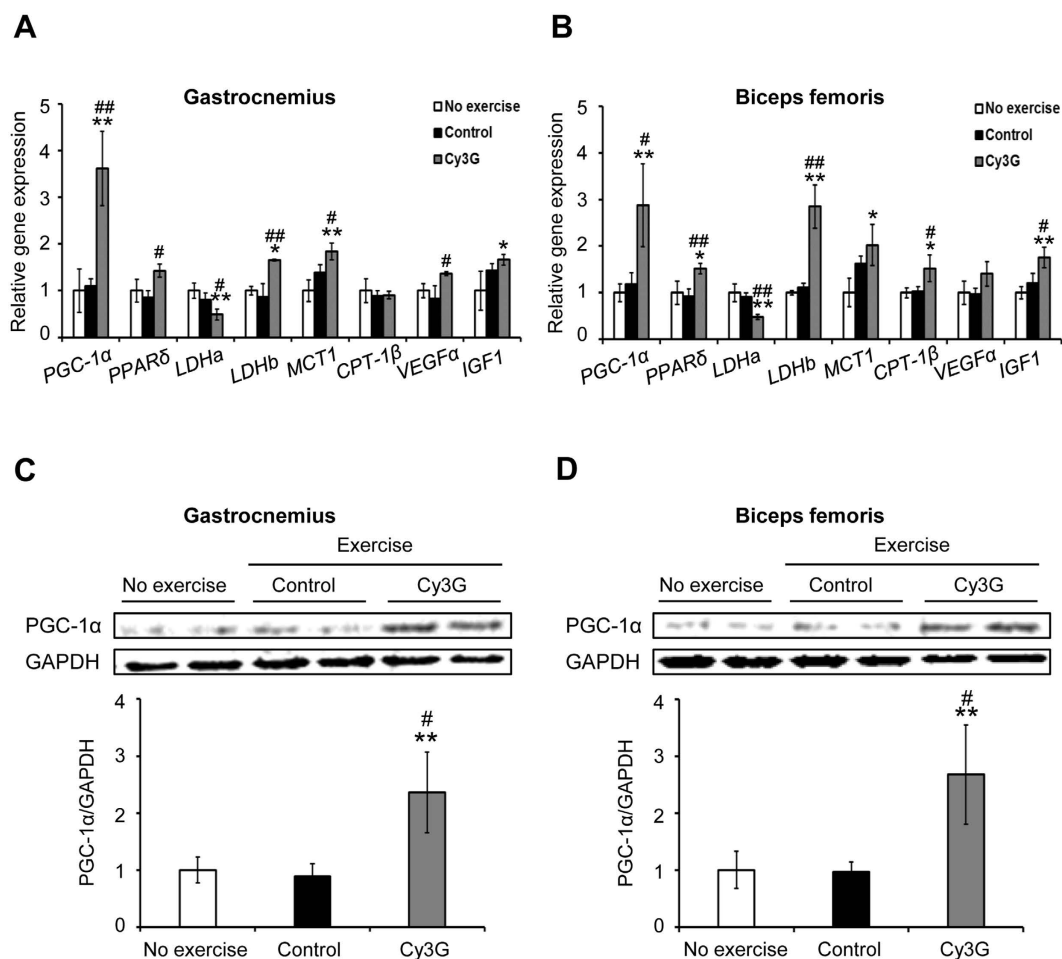 A
Gastrocnemius
Relative gene expression
5
4
3
2
1
0
No exercise
Control
Cy3G
##
**
#
#
**
##
*
#
**
#
*
PGC-1α
PPARδ
LDHa
LDHb
MCT1
CPT-1β
VEGFα
IGF1
B
Biceps femoris
Relative gene expression
5
4
3
2
1
0
No exercise
Control
Cy3G
#
**
##
*
##
**
##
**
*
#
*
#
**
PGC-1α
PPARδ
LDHa
LDHb
MCT1
CPT-1β
VEGFα
IGF1
C
Gastrocnemius
Exercise
No exercise Control Cy3G
PGC-1α
GAPDH
PGC-1α/GAPDH
4
3
2
1
0
#
**
No exercise Control Cy3G
D
Biceps femoris
Exercise
No exercise Control Cy3G
PGC-1α
GAPDH
PGC-1α/GAPDH
4
3
2
1
0
#
**
No exercise Control Cy3G